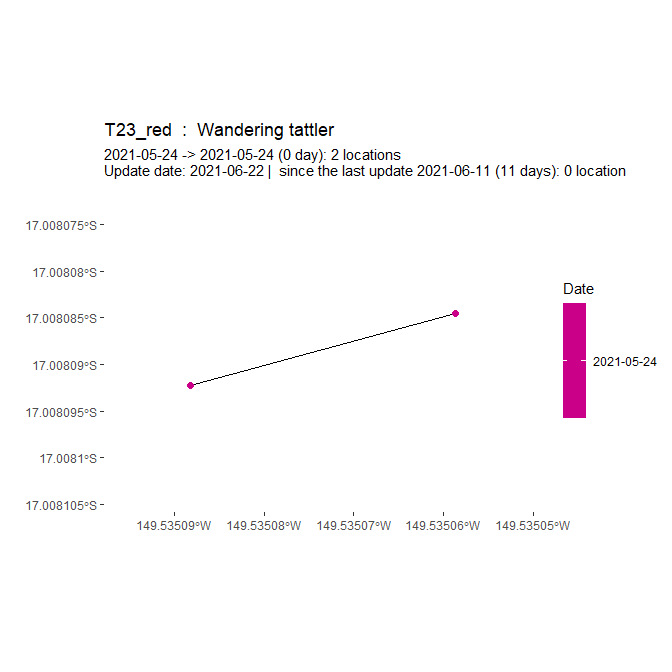 T23_red  :  Wandering tattler
2021-05-24 -> 2021-05-24 (0 day): 2 locations
Update date: 2021-06-22 |  since the last update 2021-06-11 (11 days): 0 location
17.008075°S
17.00808°S
17.008085°S
17.00809°S
17.008095°S
17.0081°S
17.008105°S
149.53509°W 149.53508°W 149.53507°W 149.53506°W 149.53505°W
Date
2021-05-24